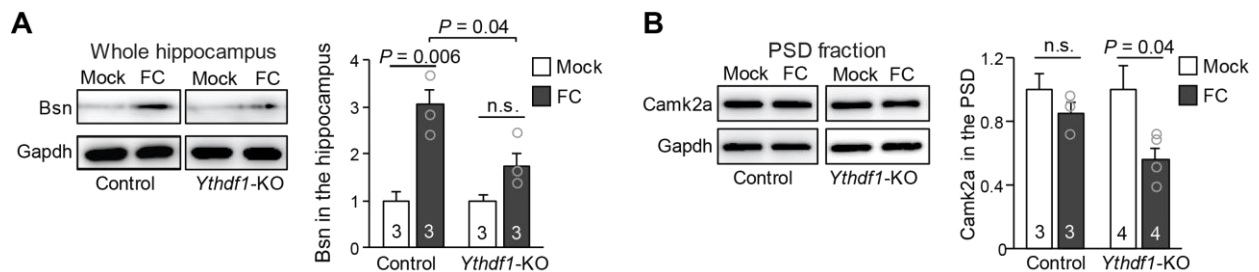 A
Whole hippocampus
Mock FC Mock FC
Bsn
Gapdh
Control Ythdf1-KO
Bsn in the hippocampus
5
4
3
2
1
0
P = 0.04
P = 0.006
n.s.
3 3 3 3
Control Ythdf1-KO
Mock
FC
B
PSD fraction
Mock FC Mock FC
Camk2a
Gapdh
Control Ythdf1-KO
Camk2a in the PSD
1.2
0.8
0.4
0
n.s. P = 0.04
3 3 4 4
Control Ythdf1-KO
Mock
FC